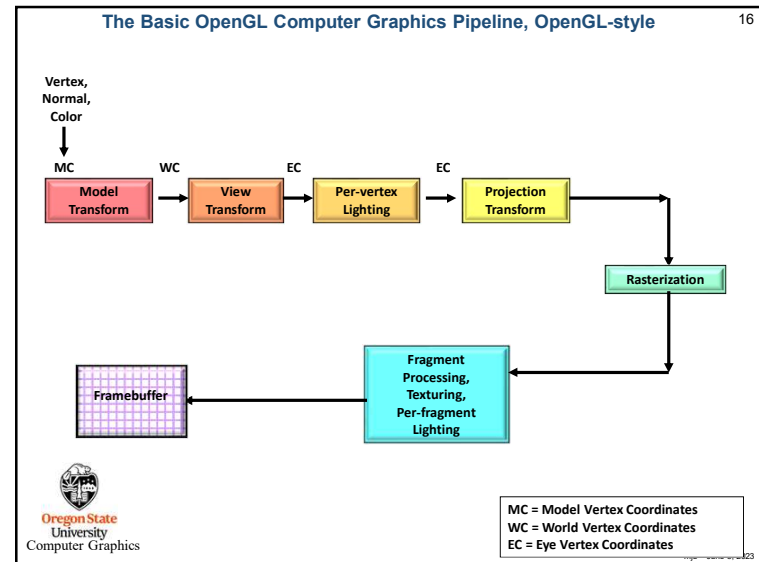 The Basic OpenGL Computer Graphics Pipeline, OpenGL-style
16
Vertex,
Normal,
Color
MC
WC
EC
EC
Model
Transform
View
Transform
Per-vertex
Lighting
Projection
Transform
Rasterization
Fragment
Processing,
Texturing,
Per-fragment
Lighting
Framebuffer
Oregon State
University
Computer Graphics
MC = Model Vertex Coordinates
WC = World Vertex Coordinates
EC = Eye Vertex Coordinates